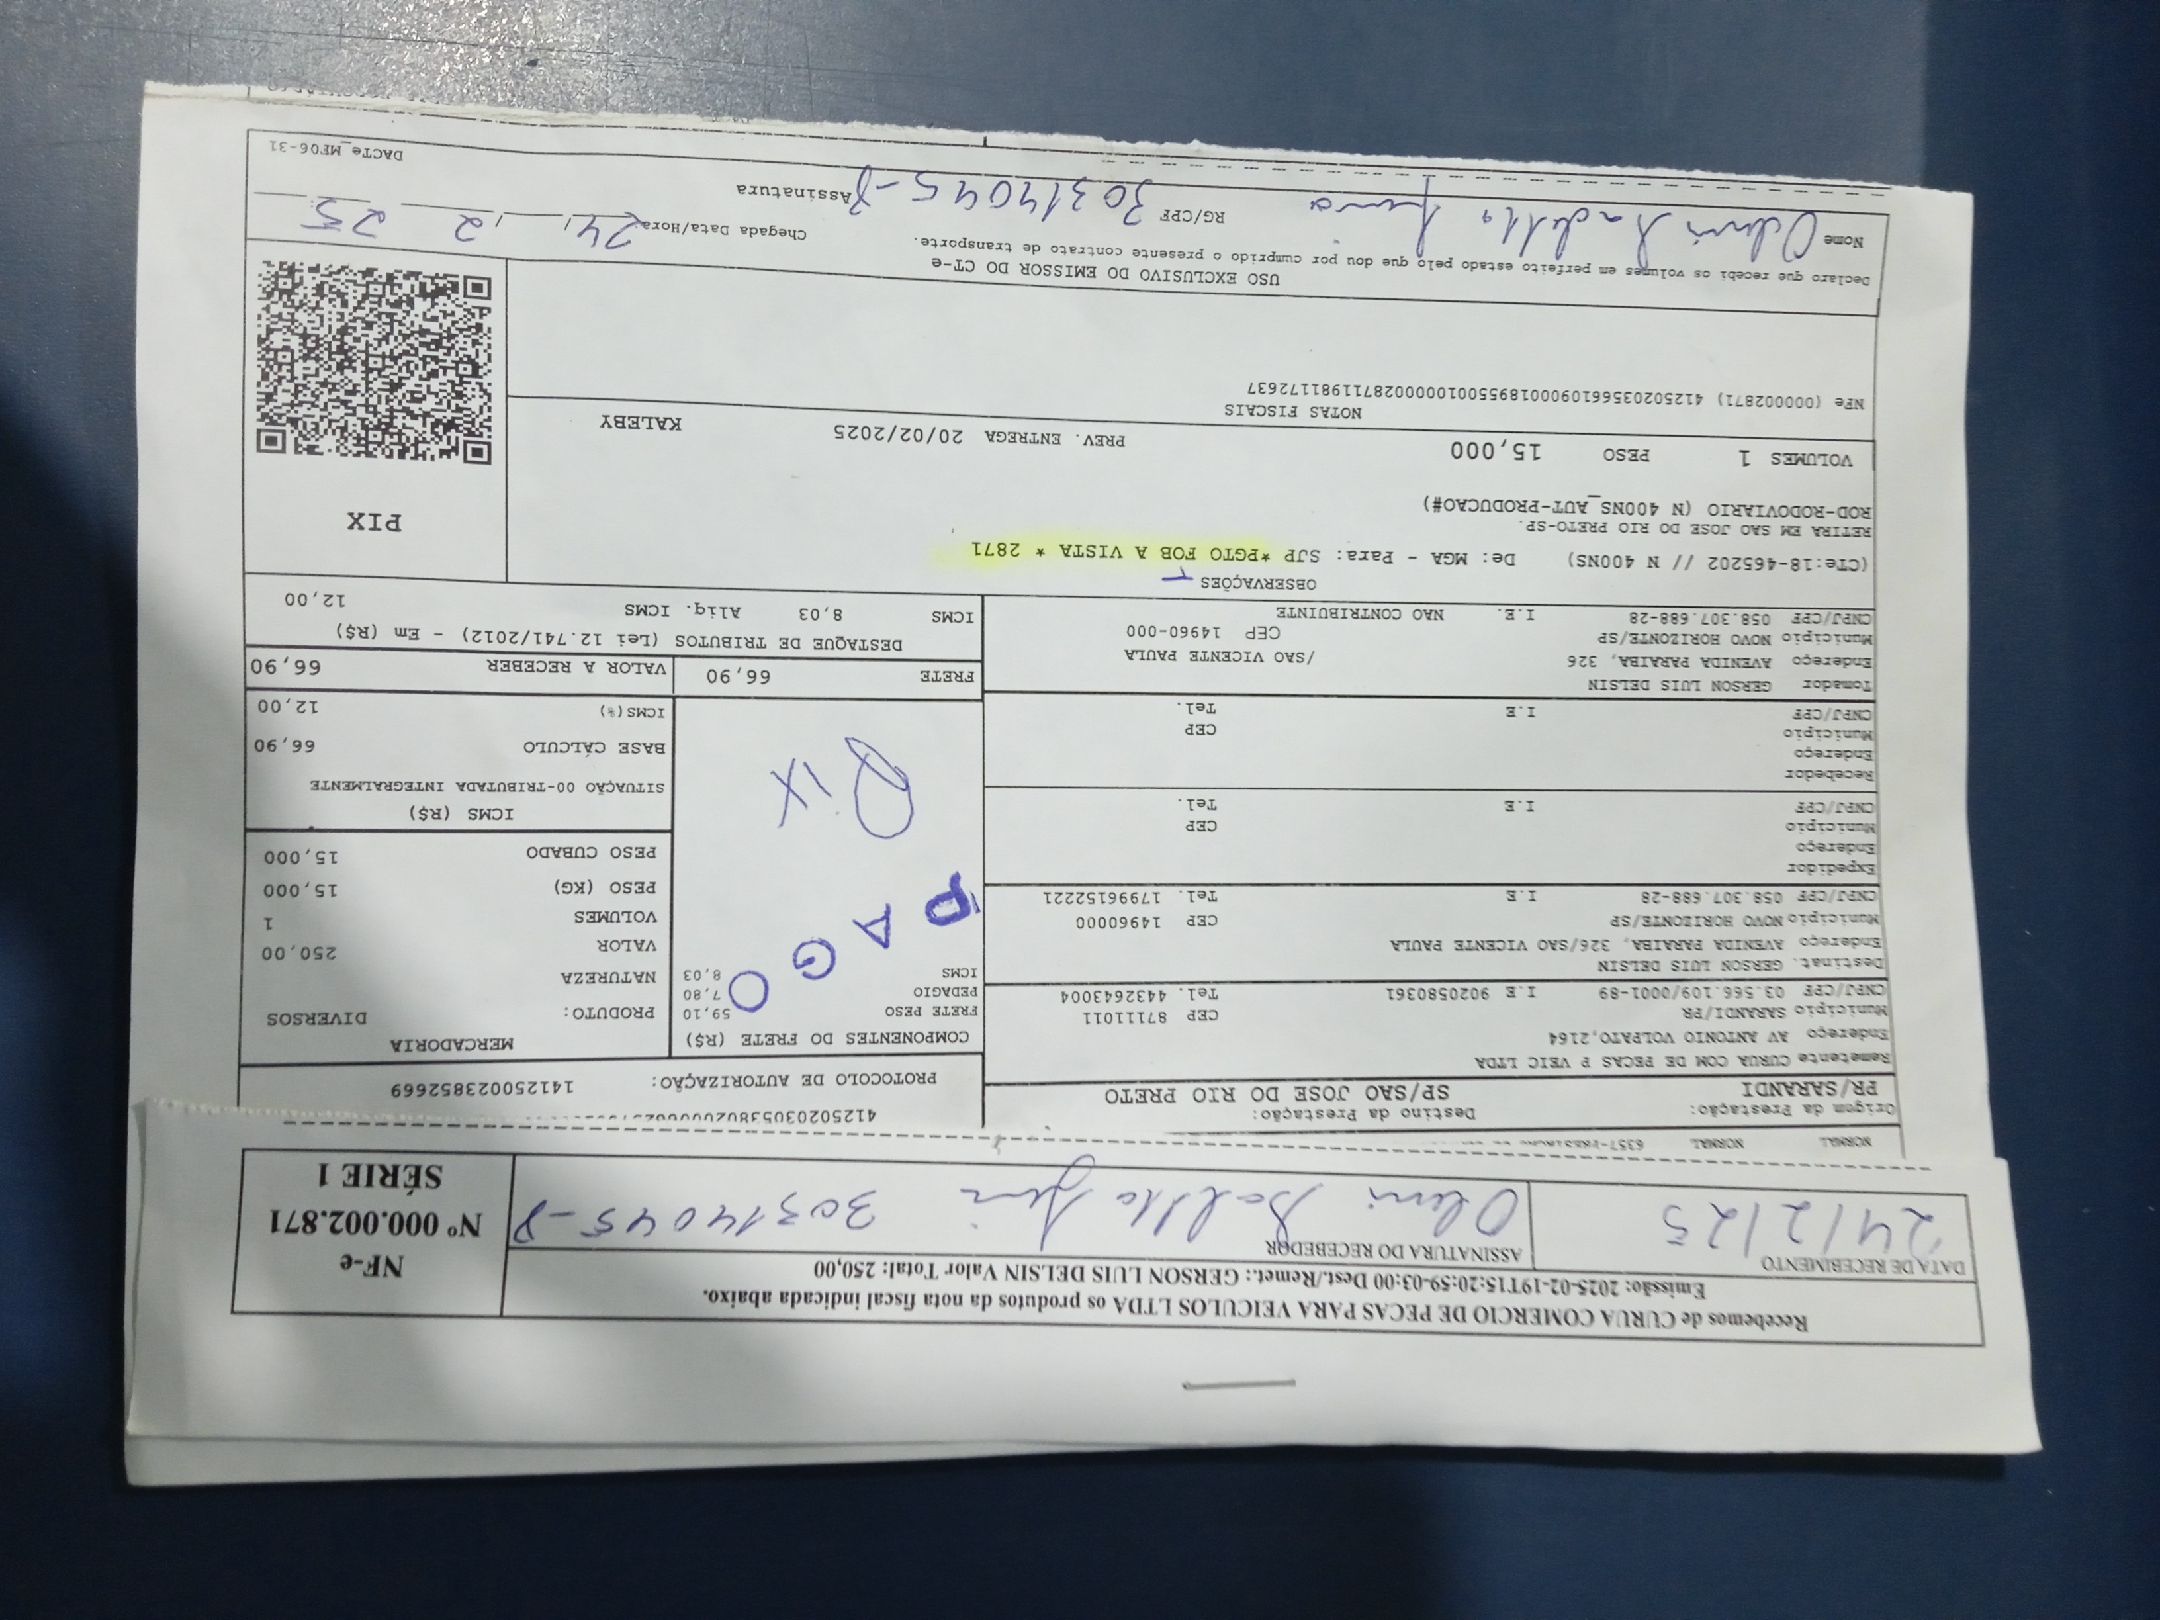 Recebemos de CURUA COMERCIO DE PECAS PARA VEICULOS LTDA os produtos da nota fiscal indicada abaixo.
Emissão: 2025-02-19T15:20:59-03:00 Dest./Remet.: GERSON LUIS DELSIN Valor Total: 250,00
DATA DE RECEBIMENTO
24/2/25
ASSINATURA DO RECEBEDOR
30314045-8
NF-e
Nº 000.002.871
SÉRIE 1
NORMAL NORMAL
Origem da Prestação:
PR/SARANDI
Destino da Prestação:
SP/SAO JOSE DO RIO PRETO
PROTOCOLO DE AUTORIZAÇÃO: 141250023852669
Remetente CURUA COM DE PECAS P VEIC LTDA
Endereço AV ANTONIO VOLPATO,2164
Município SARANDI/PR CEP 87111011
CNPJ/CPF 03.566.109/0001-89 I.E 9020580361 Tel. 4432643004
Destinat. GERSON LUIS DELSIN
Endereço AVENIDA PARAIBA, 326/SAO VICENTE PAULA
Município NOVO HORIZONTE/SP CEP 14960000
CNPJ/CPF 058.307.688-28 I.E Tel. 17996152221
Expedidor
Endereço
Município CEP
CNPJ/CPF I.E Tel.
Recebedor
Endereço
Município CEP
CNPJ/CPF I.E Tel.
Tomador GERSON LUIS DELSIN
Endereço AVENIDA PARAIBA, 326 /SAO VICENTE PAULA
Município NOVO HORIZONTE/SP CEP 14960-000
CNPJ/CPF 058.307.688-28 I.E. NAO CONTRIBUINTE
COMPONENTES DO FRETE (R$)
FRETE PESO 59,10
PEDAGIO 7,80
ICMS 8,03
PAGO
Pix
MERCADORIA
PRODUTO: DIVERSOS
NATUREZA
VALOR 250,00
VOLUMES 1
PESO (KG) 15,000
PESO CUBADO 15,000
ICMS (R$)
SITUAÇÃO 00-TRIBUTADA INTEGRALMENTE
BASE CÁLCULO 66,90
ICMS(%) 12,00
FRETE 66,90 VALOR A RECEBER 66,90
DESTAQUE DE TRIBUTOS (Lei 12.741/2012) - Em (R$)
ICMS 8,03 Aliq. ICMS 12,00
OBSERVAÇÕES
(CTe:18-465202 // N 400NS) De: MGA - Para: SJP *PGTO FOB A VISTA * 2871
RETIRA EM SAO JOSE DO RIO PRETO-SP.
ROD-RODOVIARIO (N 400NS_AUT-PRODUCAO#)
VOLUMES 1 PESO 15,000 PREV. ENTREGA 20/02/2025 KALEBY
NOTAS FISCAIS
NFe (000002871) 41250203566109000189550010000028711981172637
PIX
USO EXCLUSIVO DO EMISSOR DO CT-e
Declaro que recebi os volumes em perfeito estado pelo que dou por cumprido o presente contrato de transporte.
Nome RG/CPF 30314045-8 Assinatura
Chegada Data/Hora 24/2/25
DACTe_MF06-31